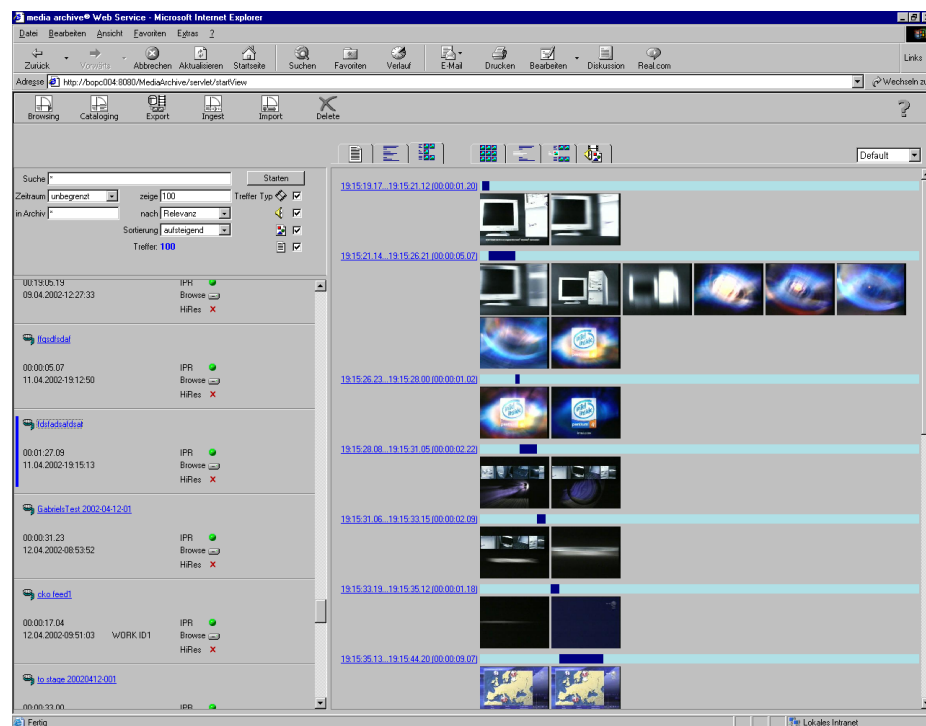 media archive® Web Service - Microsoft Internet Explorer
Datei Bearbeiten Ansicht Favoriten Extras ?
Zurück Vorwärts Abbrechen Aktualisieren Startseite Suchen Favoriten Verlauf E-Mail Drucken Bearbeiten Diskussion Real.com Links
Adresse http://bopc004:8080/MediaArchive/servlet/startView Wechseln zu
Browsing Cataloging Export Ingest Import Delete
Default
Suche * Starten
Zeitraum unbegrenzt zeige 100 Treffer Typ
in Archiv * nach Relevanz
Sortierung aufsteigend
Treffer: 100
00:19:05.19 IPR
09.04.2002-12:27:33 Browse
HiRes X
ffqsdfsdaf
00:00:05.07 IPR
11.04.2002-19:12:50 Browse
HiRes X
fdsfadsafdsaf
00:01:27.09 IPR
11.04.2002-19:15:13 Browse
HiRes X
GabrielsTest 2002-04-12-01
00:00:31.23 IPR
12.04.2002-08:53:52 Browse
HiRes X
cko feed1
00:00:17.04 IPR
12.04.2002-09:51:03 WORK ID1 Browse
HiRes X
to stage 20020412-001
00:00:33.00 IPR
19:15:19.17...19:15:21.12 (00:00:01.20)
19:15:21.14...19:15:26.21 (00:00:05.07)
19:15:26.23...19:15:28.00 (00:00:01.02)
19:15:28.08...19:15:31.05 (00:00:02.22)
19:15:31.06...19:15:33.15 (00:00:02.09)
19:15:33.19...19:15:35.12 (00:00:01.18)
19:15:35.13...19:15:44.20 (00:00:09.07)
Fertig Lokales Intranet